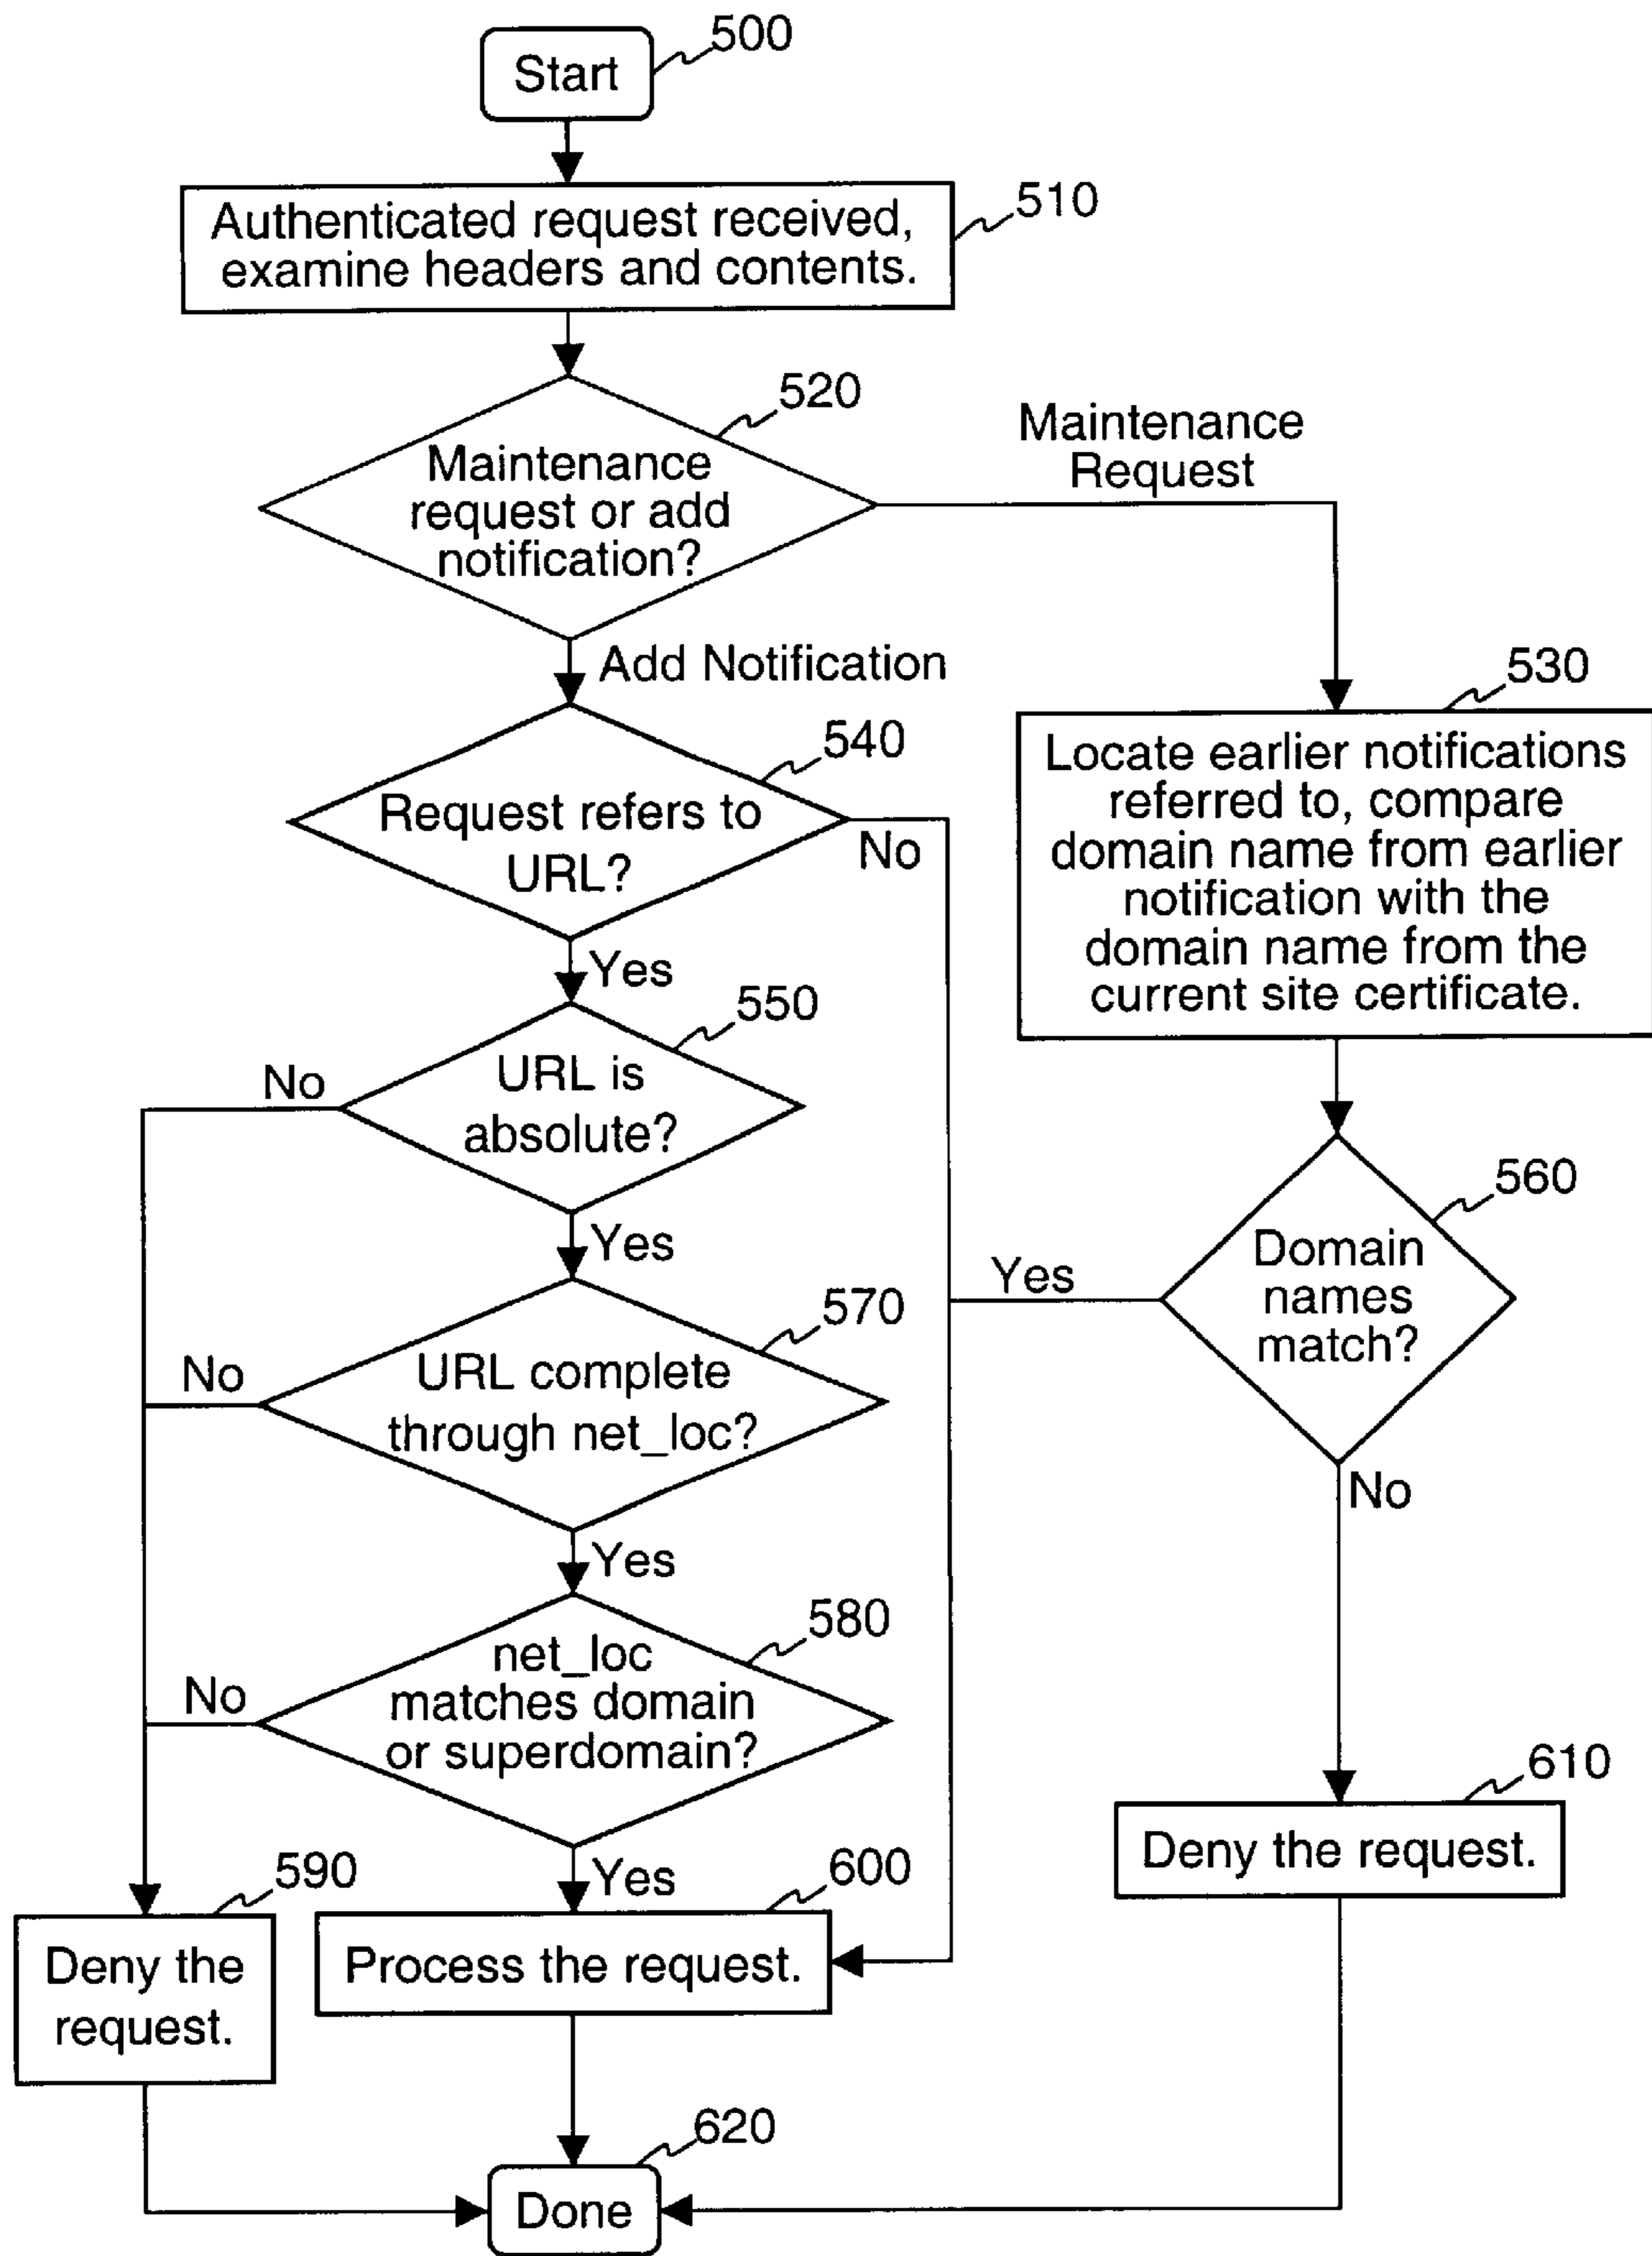 500
Start
510
Authenticated request received,
examine headers and contents.
520
Maintenance
request or add
notification?
Maintenance
Request
Add Notification
530
Locate earlier notifications
referred to, compare
domain name from earlier
notification with the
domain name from the
current site certificate.
540
Request refers to
URL?
No
Yes
550
URL is
absolute?
No
Yes
560
Domain
names
match?
Yes
No
570
URL complete
through net_loc?
No
Yes
580
net_loc
matches domain
or superdomain?
No
Yes
590
Deny the
request.
600
Process the request.
610
Deny the request.
620
Done